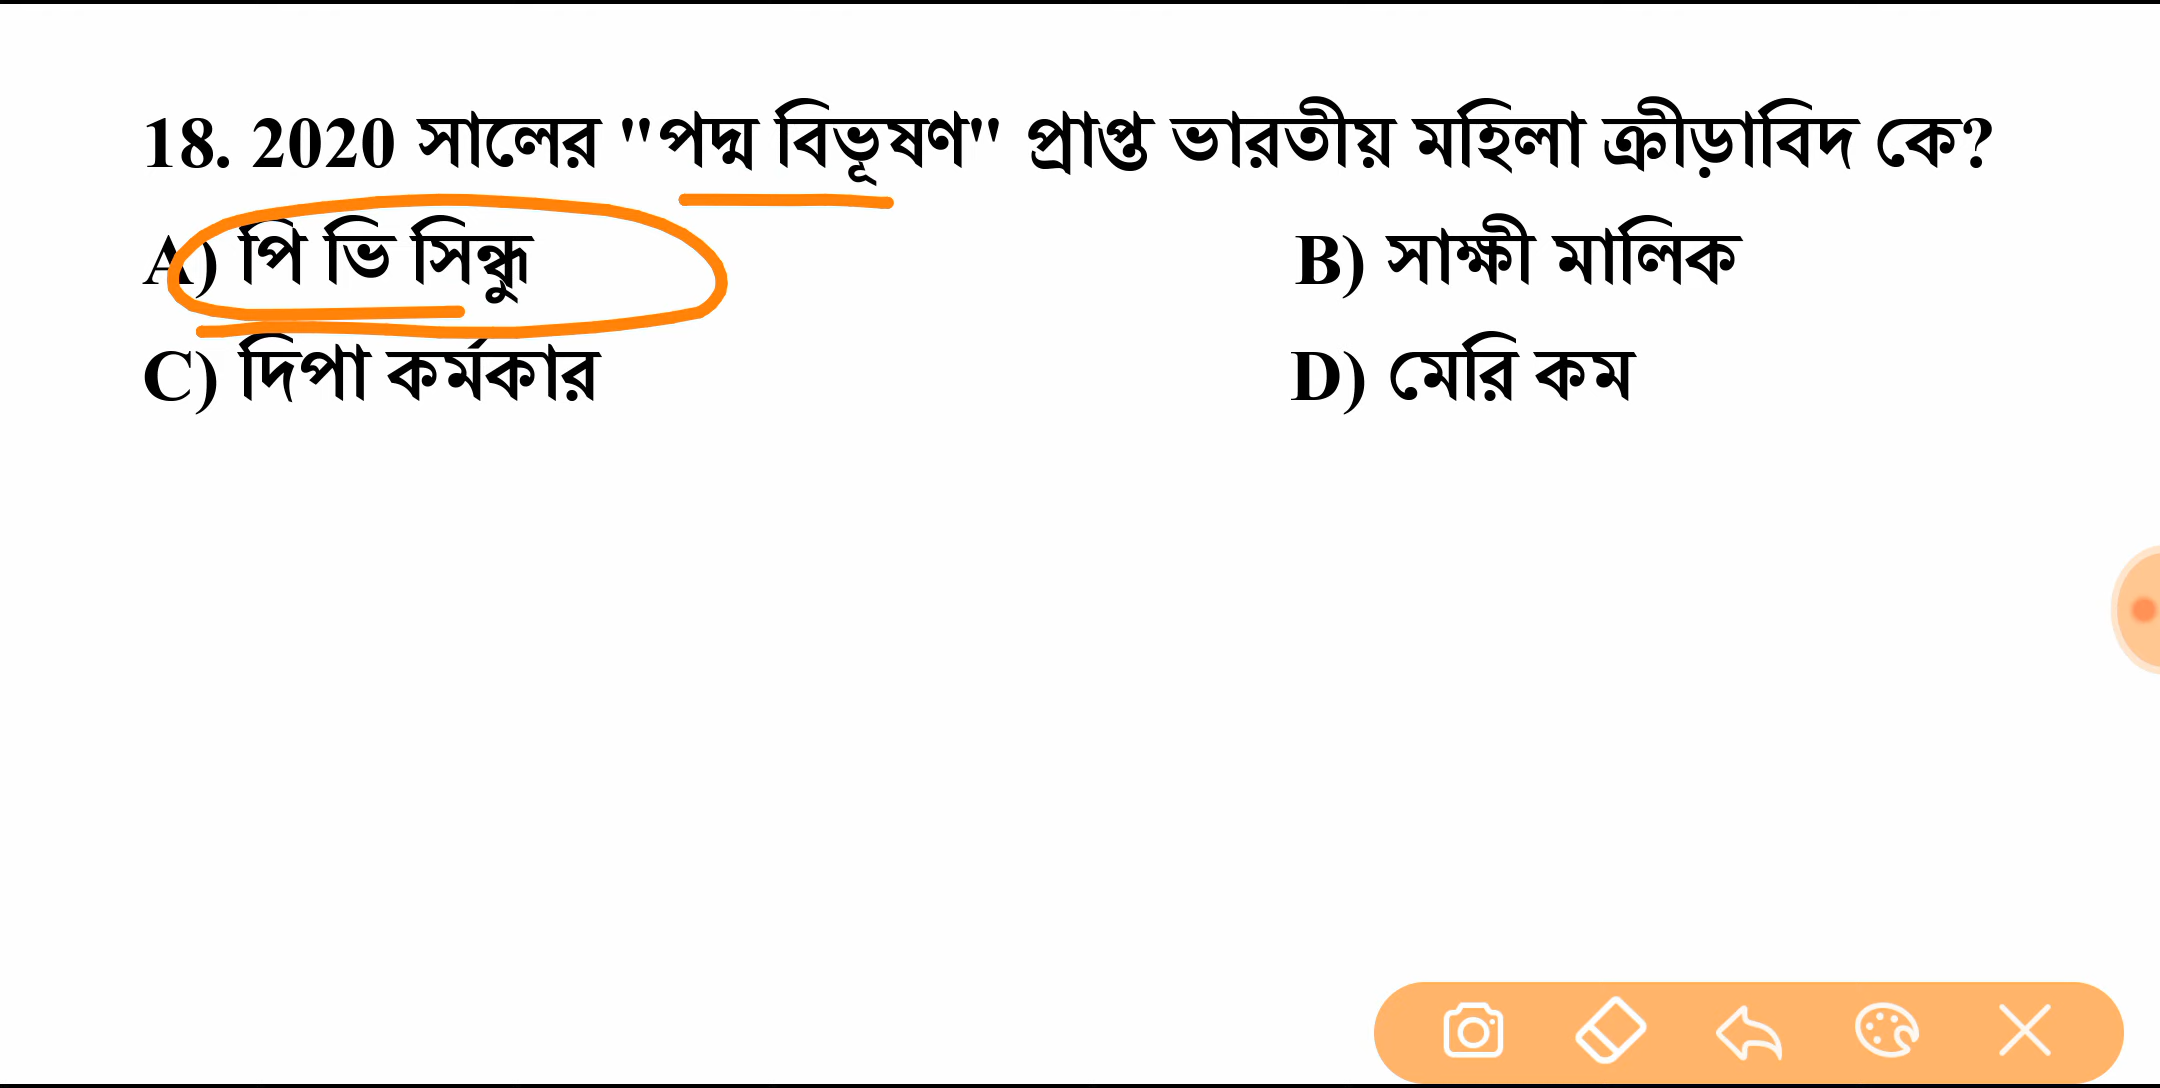 18. 2020 সালের "পদ্ম বিভূষণ" প্রাপ্ত ভারতীয় মহিলা ক্রীড়াবিদ কে?
A) পি ভি সিন্ধু B) সাক্ষী মালিক
C) দিপা কর্মকার D) মেরি কম